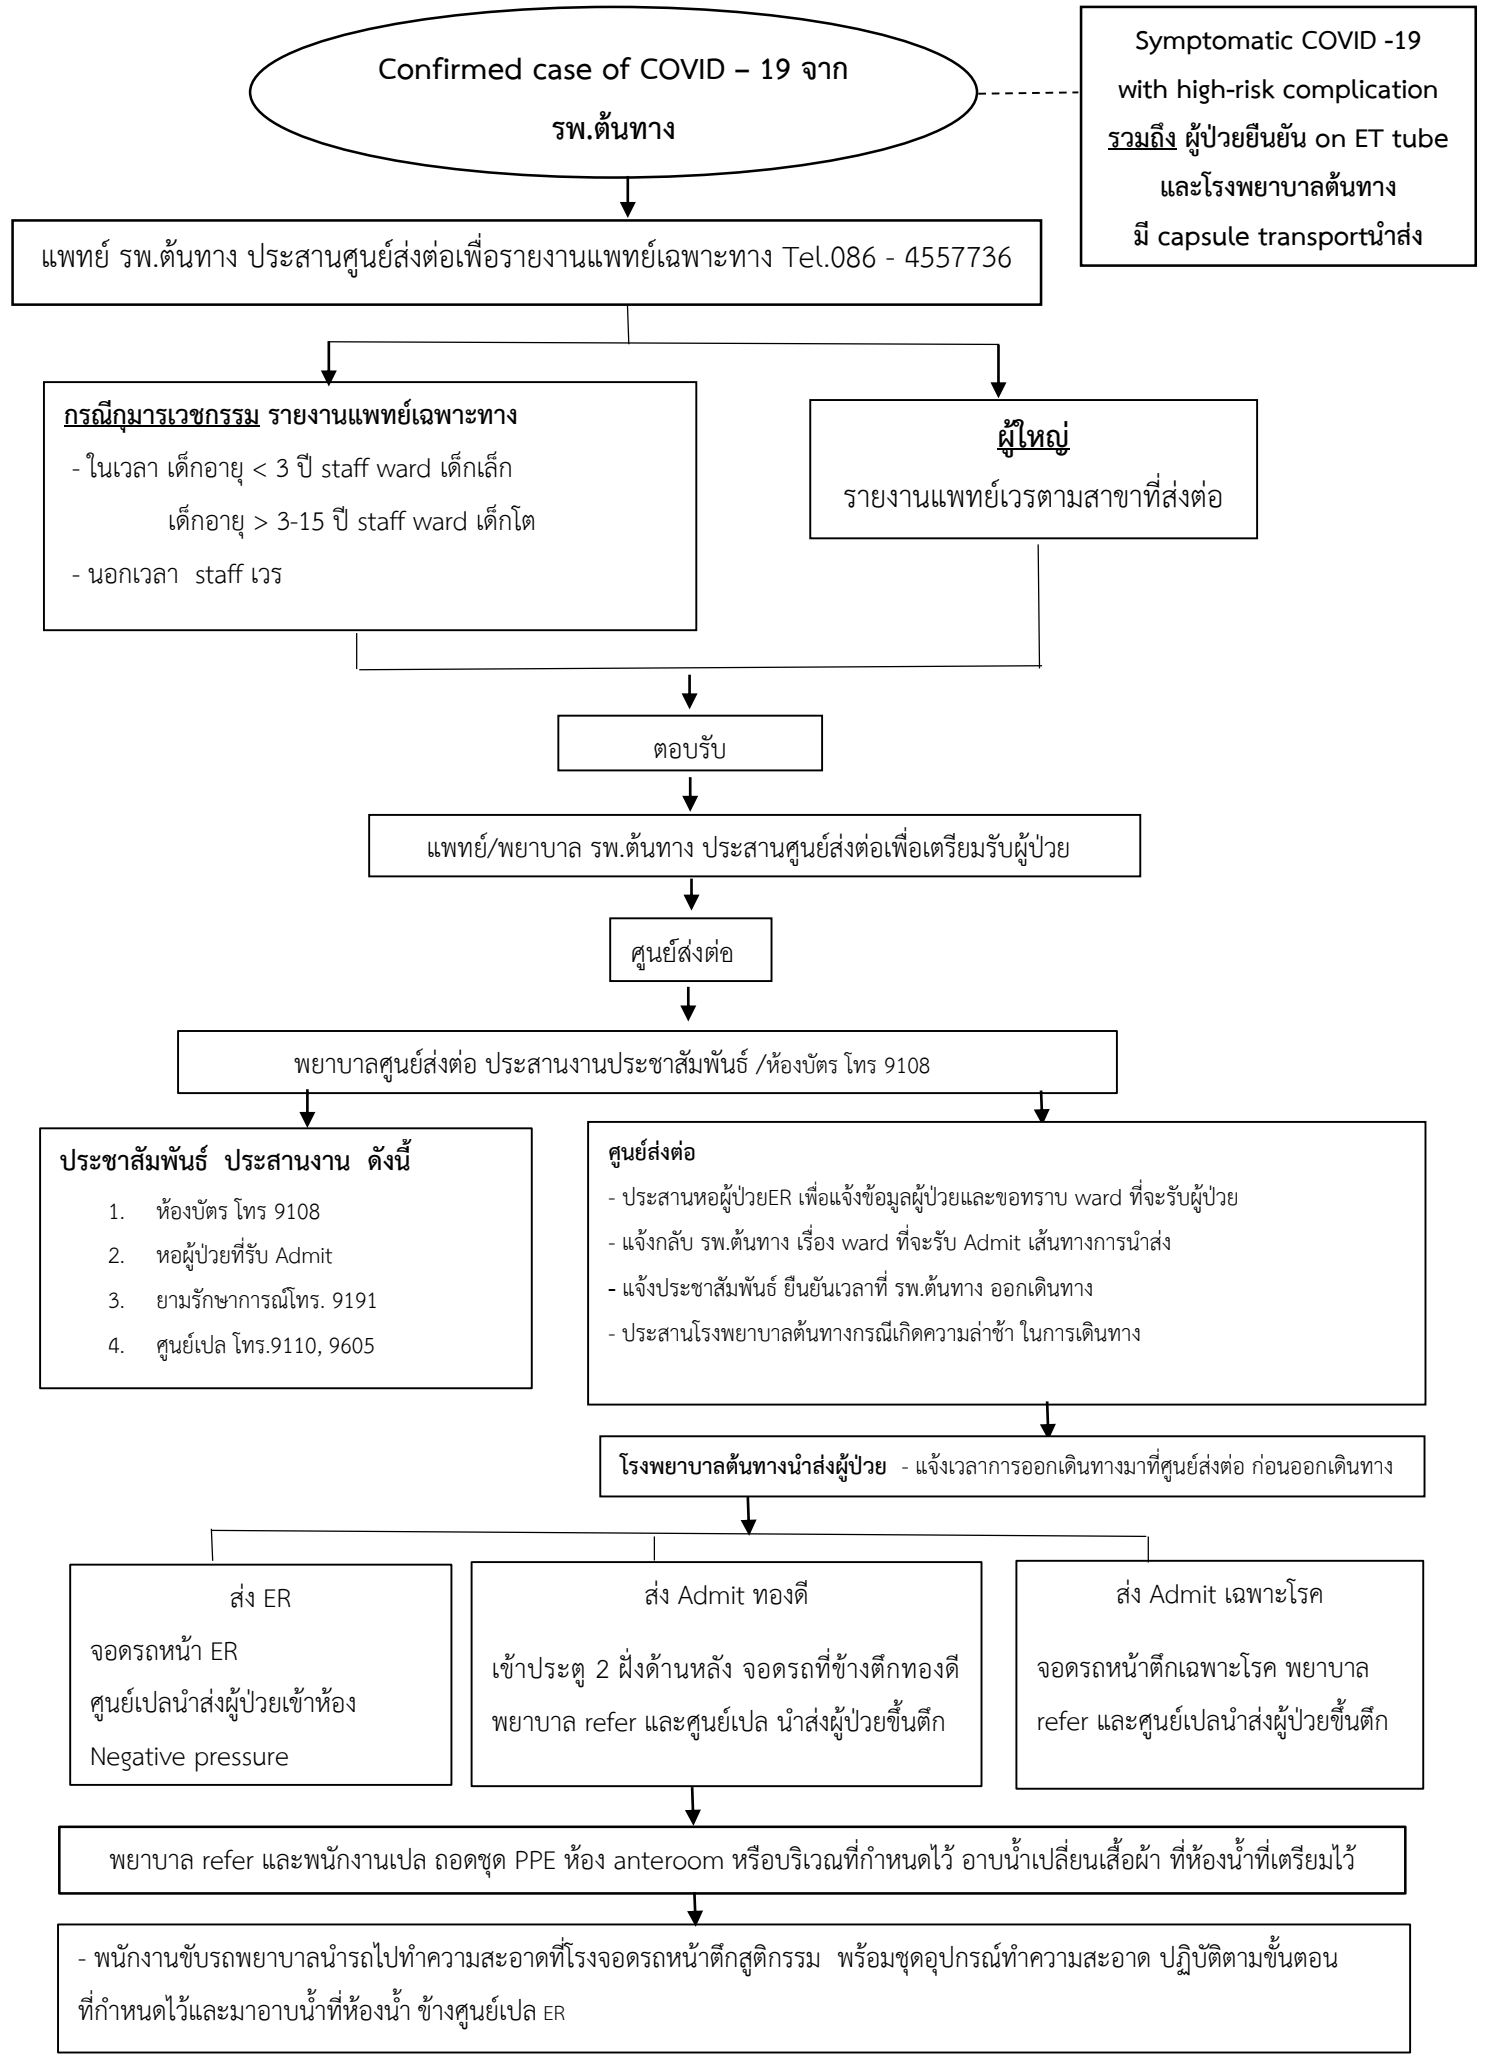 Confirmed case of COVID – 19 จาก
รพ.ต้นทาง
Symptomatic COVID -19
with high-risk complication
รวมถึง ผู้ป่วยยืนยัน on ET tube
และโรงพยาบาลต้นทาง
มี capsule transportนำส่ง
แพทย์ รพ.ต้นทาง ประสานศูนย์ส่งต่อเพื่อรายงานแพทย์เฉพาะทาง Tel.086 - 4557736
กรณีกุมารเวชกรรม รายงานแพทย์เฉพาะทาง
- ในเวลา เด็กอายุ < 3 ปี staff ward เด็กเล็ก
เด็กอายุ > 3-15 ปี staff ward เด็กโต
- นอกเวลา staff เวร
ผู้ใหญ่
รายงานแพทย์เวรตามสาขาที่ส่งต่อ
ตอบรับ
แพทย์/พยาบาล รพ.ต้นทาง ประสานศูนย์ส่งต่อเพื่อเตรียมรับผู้ป่วย
ศูนย์ส่งต่อ
พยาบาลศูนย์ส่งต่อ ประสานงานประชาสัมพันธ์ /ห้องบัตร โทร 9108
ประชาสัมพันธ์ ประสานงาน ดังนี้
1. ห้องบัตร โทร 9108
2. หอผู้ป่วยที่รับ Admit
3. ยามรักษาการณ์โทร. 9191
4. ศูนย์เปล โทร.9110, 9605
ศูนย์ส่งต่อ
- ประสานหอผู้ป่วยER เพื่อแจ้งข้อมูลผู้ป่วยและขอทราบ ward ที่จะรับผู้ป่วย
- แจ้งกลับ รพ.ต้นทาง เรื่อง ward ที่จะรับ Admit เส้นทางการนำส่ง
- แจ้งประชาสัมพันธ์ ยืนยันเวลาที่ รพ.ต้นทาง ออกเดินทาง
- ประสานโรงพยาบาลต้นทางกรณีเกิดความล่าช้า ในการเดินทาง
โรงพยาบาลต้นทางนำส่งผู้ป่วย - แจ้งเวลาการออกเดินทางมาที่ศูนย์ส่งต่อ ก่อนออกเดินทาง
ส่ง ER
จอดรถหน้า ER
ศูนย์เปลนำส่งผู้ป่วยเข้าห้อง
Negative pressure
ส่ง Admit ทองดี
เข้าประตู 2 ฝั่งด้านหลัง จอดรถที่ข้างตึกทองดี
พยาบาล refer และศูนย์เปล นำส่งผู้ป่วยขึ้นตึก
ส่ง Admit เฉพาะโรค
จอดรถหน้าตึกเฉพาะโรค พยาบาล
refer และศูนย์เปลนำส่งผู้ป่วยขึ้นตึก
พยาบาล refer และพนักงานเปล ถอดชุด PPE ห้อง anteroom หรือบริเวณที่กำหนดไว้ อาบน้ำเปลี่ยนเสื้อผ้า ที่ห้องน้ำที่เตรียมไว้
- พนักงานขับรถพยาบาลนำรถไปทำความสะอาดที่โรงจอดรถหน้าตึกสูติกรรม พร้อมชุดอุปกรณ์ทำความสะอาด ปฏิบัติตามขั้นตอน
ที่กำหนดไว้และมาอาบน้ำที่ห้องน้ำ ข้างศูนย์เปล ER